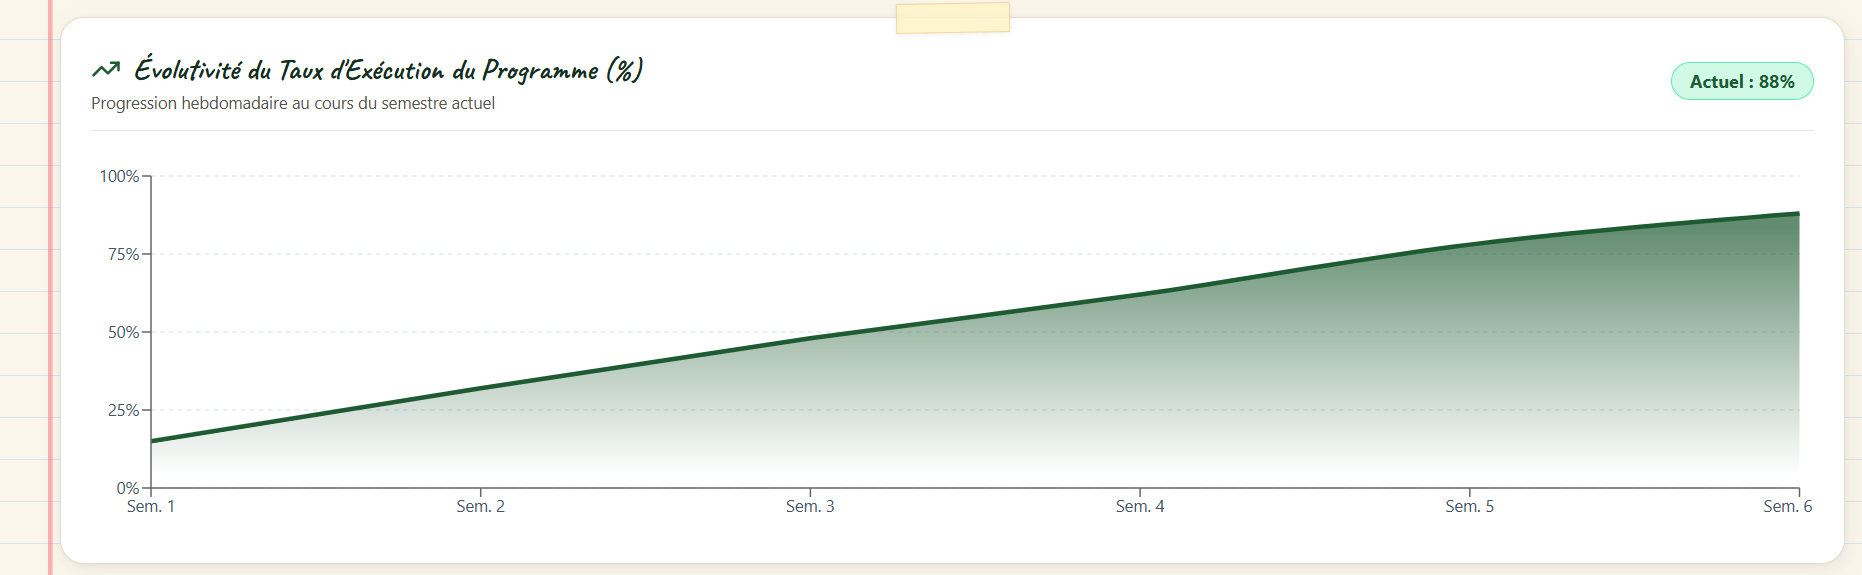 Évolutivité du Taux d'Exécution du Programme (%)
Progression hebdomadaire au cours du semestre actuel
Actuel : 88%
100%
75%
50%
25%
0%
Sem. 1
Sem. 2
Sem. 3
Sem. 4
Sem. 5
Sem. 6